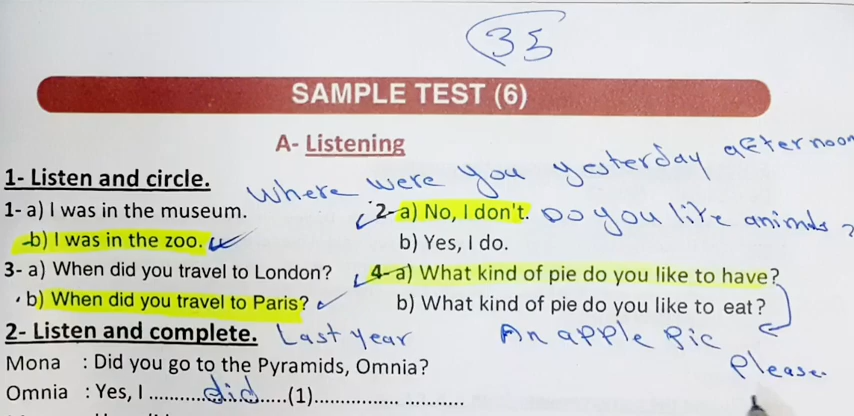 35
SAMPLE TEST (6)
A- Listening
1- Listen and circle.
Where were you yesterday afternoon
1- a) I was in the museum.
2- a) No, I don't. Do you like animals ?
b) I was in the zoo.
b) Yes, I do.
3- a) When did you travel to London?
4- a) What kind of pie do you like to have?
b) When did you travel to Paris?
b) What kind of pie do you like to eat?
2- Listen and complete.
Last year
An apple pie
please.
Mona : Did you go to the Pyramids, Omnia?
Omnia : Yes, I .............did.....(1)................. ...........